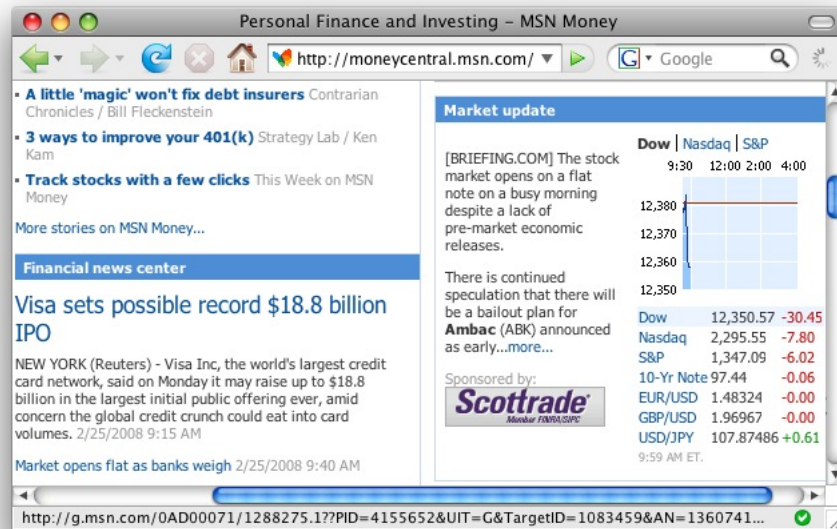 Personal Finance and Investing – MSN Money
http://moneycentral.msn.com/
Google
A little 'magic' won't fix debt insurers Contrarian
Chronicles / Bill Fleckenstein
3 ways to improve your 401(k) Strategy Lab / Ken
Kam
Track stocks with a few clicks This Week on MSN
Money
More stories on MSN Money...
Financial news center
Visa sets possible record $18.8 billion
IPO
NEW YORK (Reuters) - Visa Inc, the world's largest credit
card network, said on Monday it may raise up to $18.8
billion in the largest initial public offering ever, amid
concern the global credit crunch could eat into card
volumes. 2/25/2008 9:15 AM
Market opens flat as banks weigh 2/25/2008 9:40 AM
Market update
[BRIEFING.COM] The stock
market opens on a flat
note on a busy morning
despite a lack of
pre-market economic
releases.
There is continued
speculation that there will
be a bailout plan for
Ambac (ABK) announced
as early...more...
Sponsored by:
Scottrade
Member FINRA/SIPC
Dow | Nasdaq | S&P
9:30 12:00 2:00 4:00
12,380
12,370
12,360
12,350
Dow 12,350.57 -30.45
Nasdaq 2,295.55 -7.80
S&P 1,347.09 -6.02
10-Yr Note 97.44 -0.06
EUR/USD 1.48324 -0.00
GBP/USD 1.96967 -0.00
USD/JPY 107.87486 +0.61
9:59 AM ET.
http://g.msn.com/0AD00071/1288275.1??PID=4155652&UIT=G&TargetID=1083459&AN=1360741...